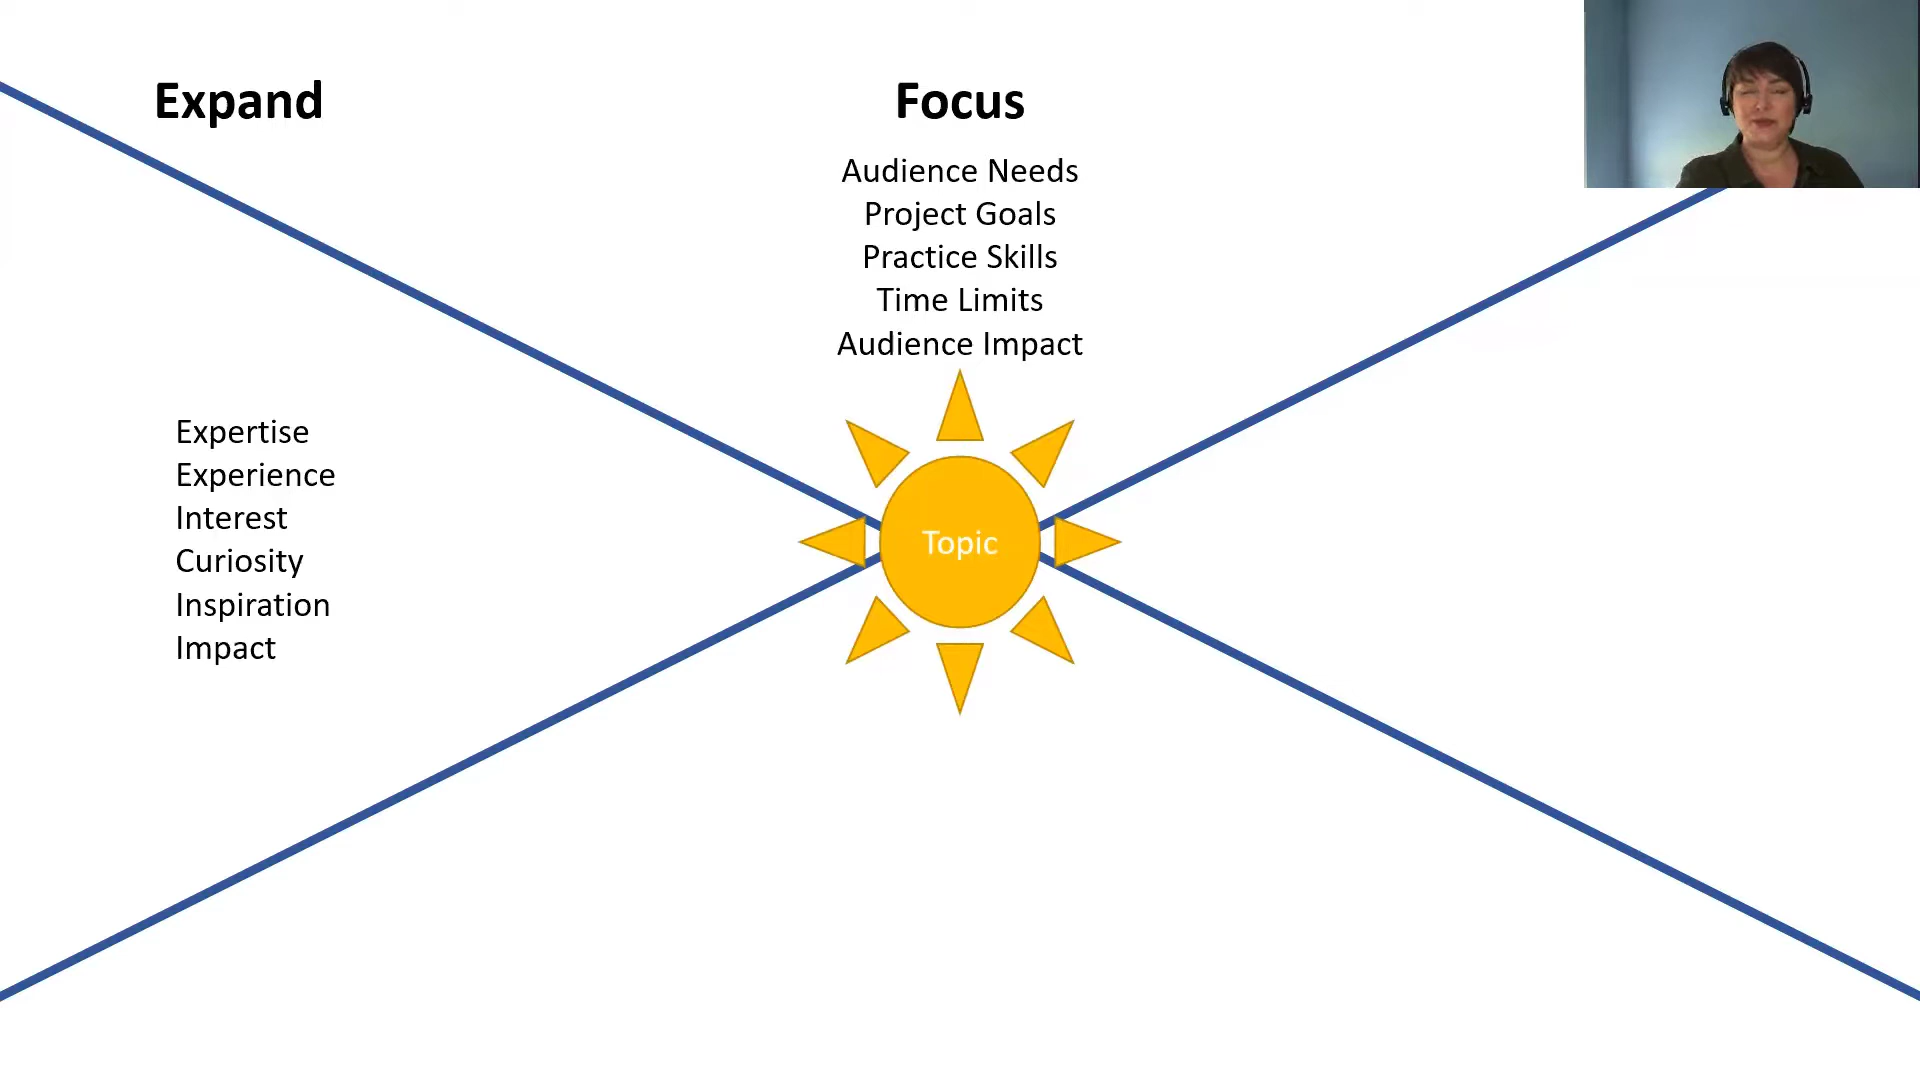 Expand
Focus
Audience Needs
Project Goals
Practice Skills
Time Limits
Audience Impact
Expertise
Experience
Interest
Curiosity
Inspiration
Impact
Topic